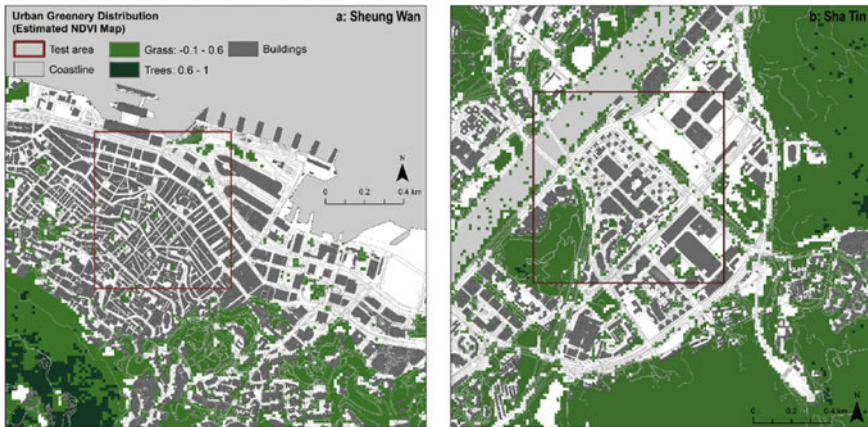 Urban Greenery Distribution
(Estimated NDVI Map)
Test area
Grass: -0.1 - 0.6
Buildings
Coastline
Trees: 0.6 - 1
a: Sheung Wan
N
0 0.2 0.4 km
b: Sha Tin
N
0 0.2 0.4 km